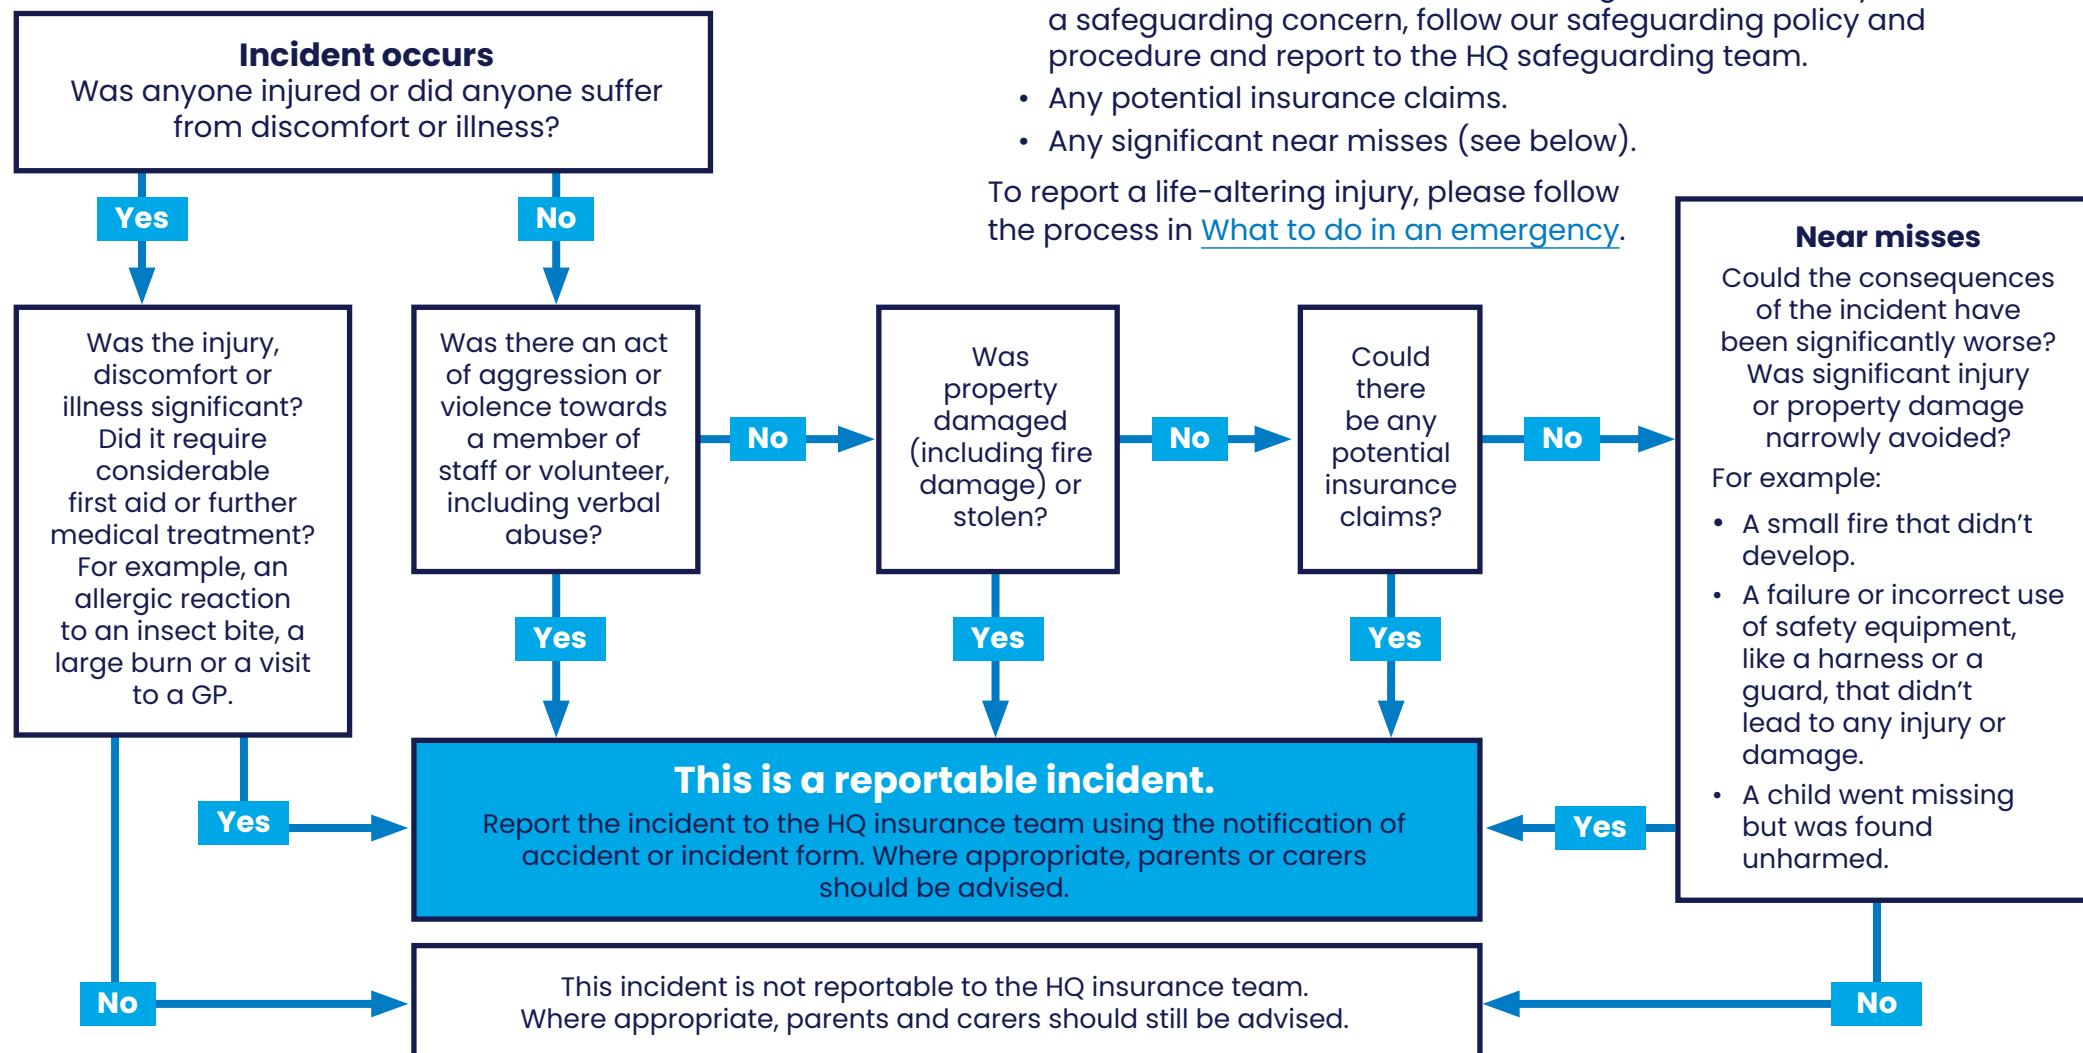 a safeguarding concern, follow our safeguarding policy and
procedure and report to the HQ safeguarding team.
• Any potential insurance claims.
• Any significant near misses (see below).
To report a life-altering injury, please follow
the process in What to do in an emergency.
Incident occurs
Was anyone injured or did anyone suffer
from discomfort or illness?
Yes
No
Was the injury,
discomfort or
illness significant?
Did it require
considerable
first aid or further
medical treatment?
For example, an
allergic reaction
to an insect bite, a
large burn or a visit
to a GP.
Was there an act
of aggression or
violence towards
a member of
staff or volunteer,
including verbal
abuse?
No
Was
property
damaged
(including fire
damage) or
stolen?
No
Could
there
be any
potential
insurance
claims?
No
Near misses
Could the consequences
of the incident have
been significantly worse?
Was significant injury
or property damage
narrowly avoided?
For example:
• A small fire that didn't
develop.
• A failure or incorrect use
of safety equipment,
like a harness or a
guard, that didn't
lead to any injury or
damage.
• A child went missing
but was found
unharmed.
Yes
Yes
Yes
Yes
This is a reportable incident.
Report the incident to the HQ insurance team using the notification of
accident or incident form. Where appropriate, parents or carers
should be advised.
Yes
No
This incident is not reportable to the HQ insurance team.
Where appropriate, parents and carers should still be advised.
No